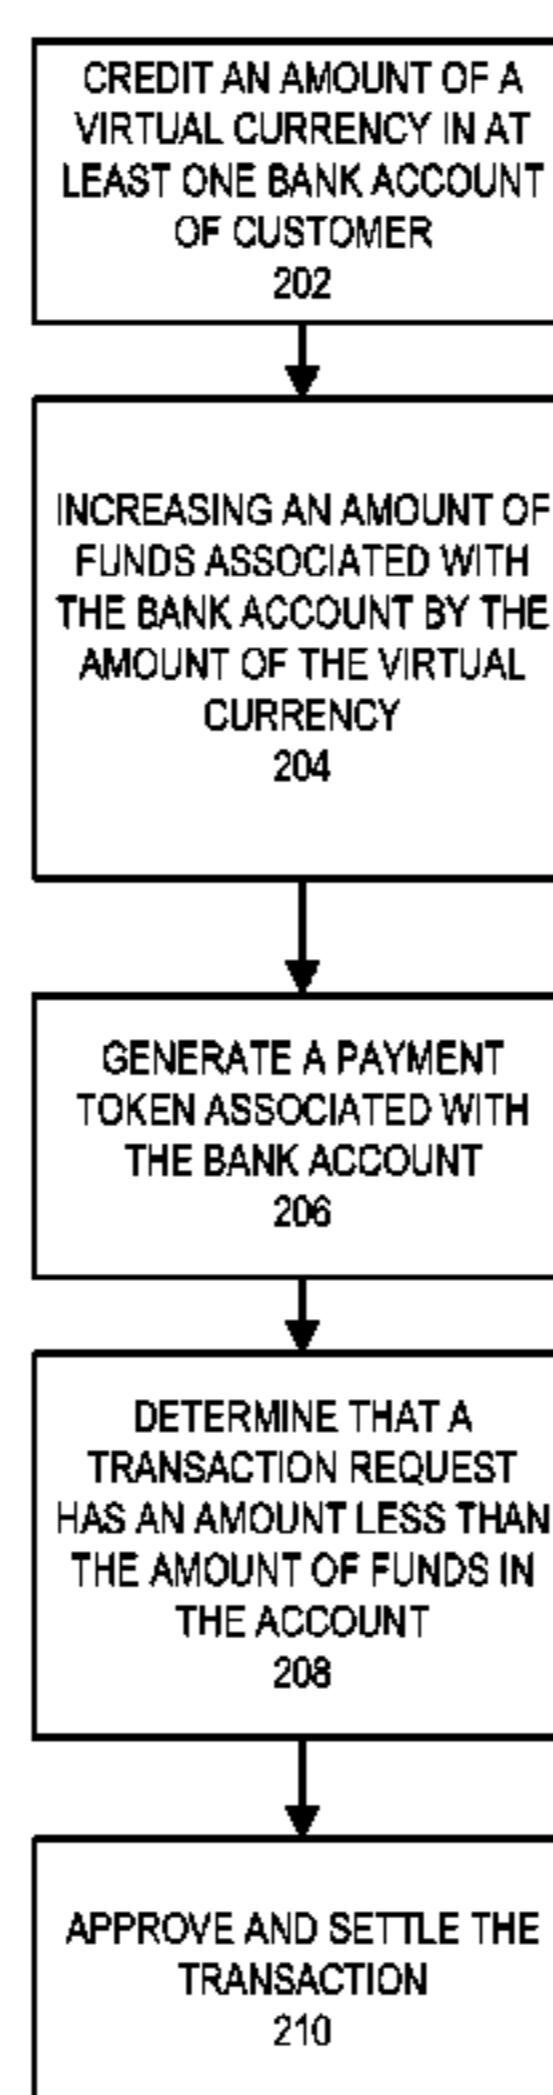 CREDIT AN AMOUNT OF A
VIRTUAL CURRENCY IN AT
LEAST ONE BANK ACCOUNT
OF CUSTOMER
202
INCREASING AN AMOUNT OF
FUNDS ASSOCIATED WITH
THE BANK ACCOUNT BY THE
AMOUNT OF THE VIRTUAL
CURRENCY
204
GENERATE A PAYMENT
TOKEN ASSOCIATED WITH
THE BANK ACCOUNT
206
DETERMINE THAT A
TRANSACTION REQUEST
HAS AN AMOUNT LESS THAN
THE AMOUNT OF FUNDS IN
THE ACCOUNT
208
APPROVE AND SETTLE THE
TRANSACTION
210